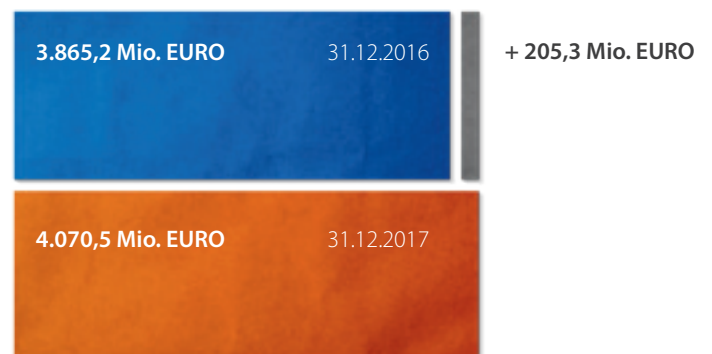 3.865,2 Mio. EURO 31.12.2016 + 205,3 Mio. EURO
4.070,5 Mio. EURO 31.12.2017